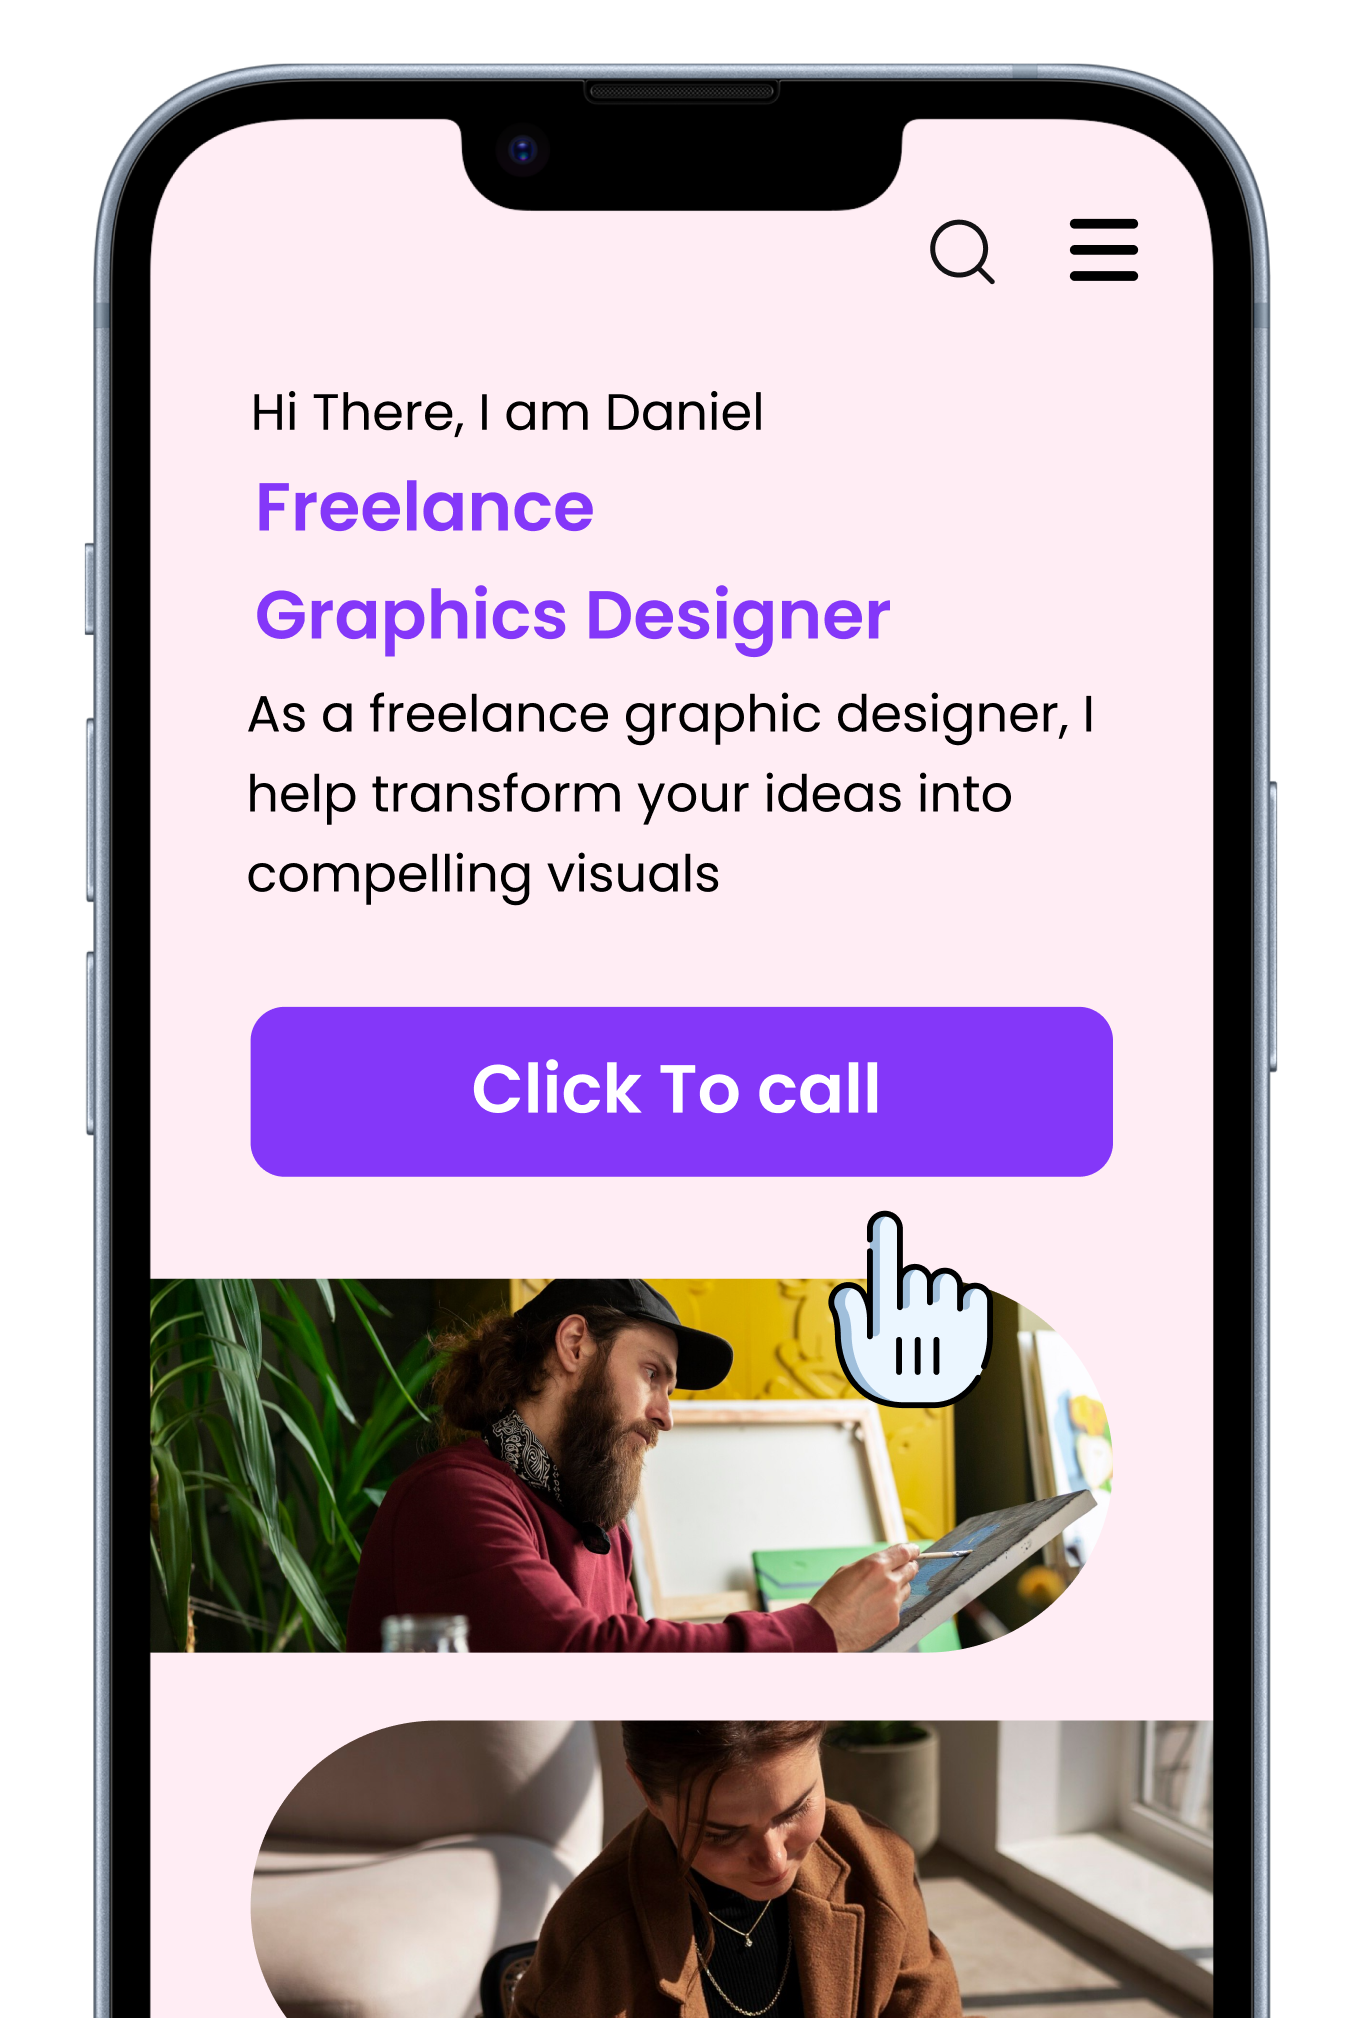 Hi There, I am Daniel
Freelance
Graphics Designer
As a freelance graphic designer, I
help transform your ideas into
compelling visuals
Click To call